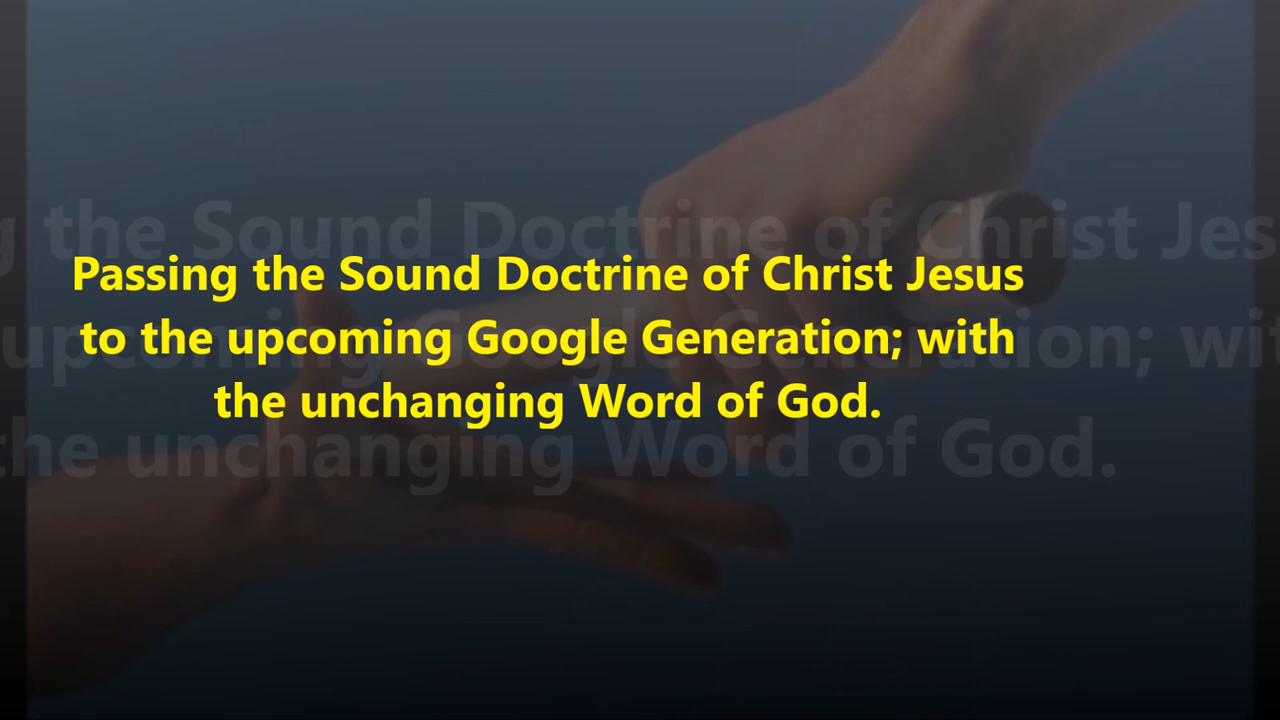 Passing the Sound Doctrine of Christ Jesus
to the upcoming Google Generation; with
the unchanging Word of God.